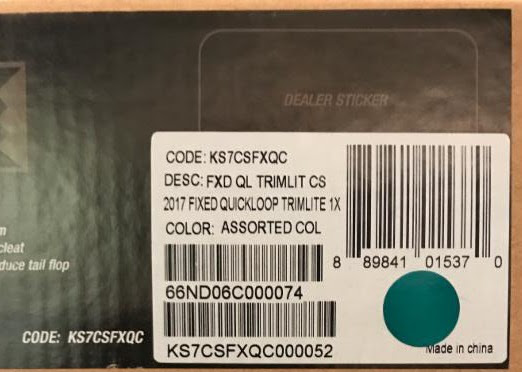 DEALER STICKER
CODE: KS7CSFXQC
DESC: FXD QL TRIMLIT CS
2017 FIXED QUICKLOOP TRIMLITE 1X
COLOR: ASSORTED COL
8 89841 01537 0
66ND06C000074
KS7CSFXQC000052
Made in china
cleat
duce tail flop
CODE: KS7CSFXQC